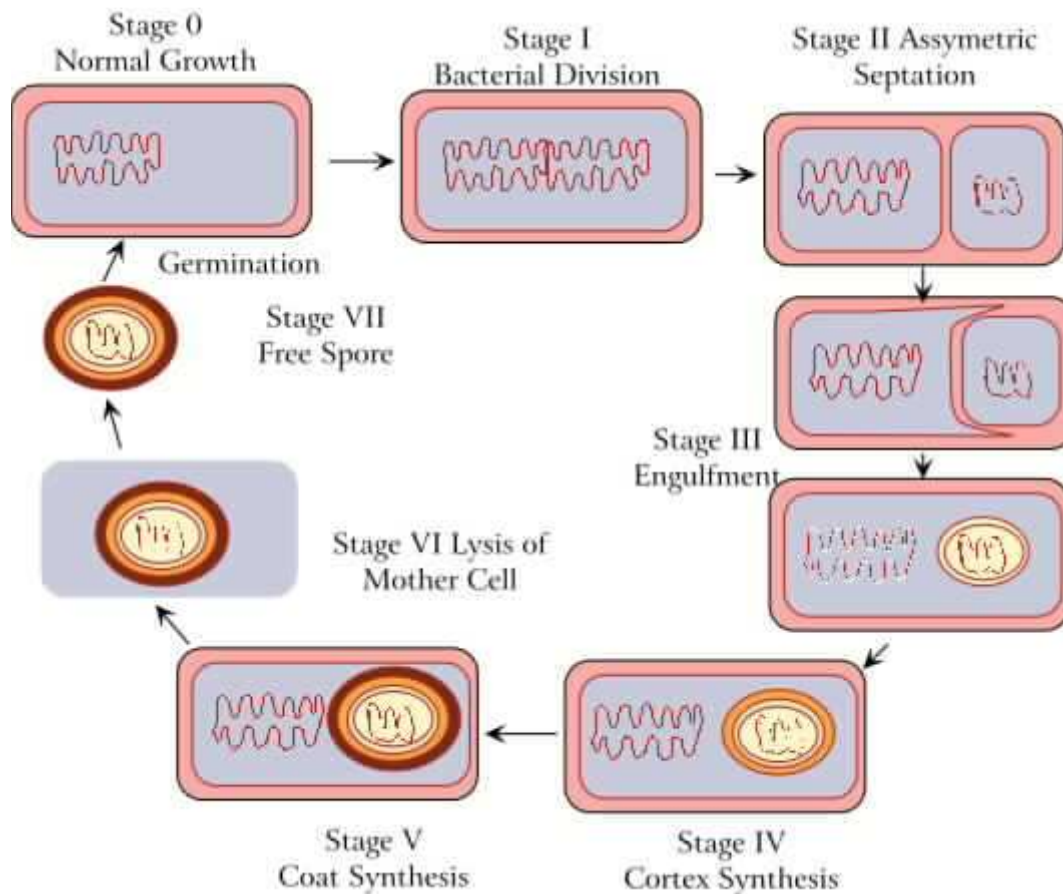 Stage 0
Normal Growth
Stage I
Bacterial Division
Stage II Assymetric
Septation
Germination
Stage VII
Free Spore
Stage III
Engulfment
Stage VI Lysis of
Mother Cell
Stage V
Coat Synthesis
Stage IV
Cortex Synthesis